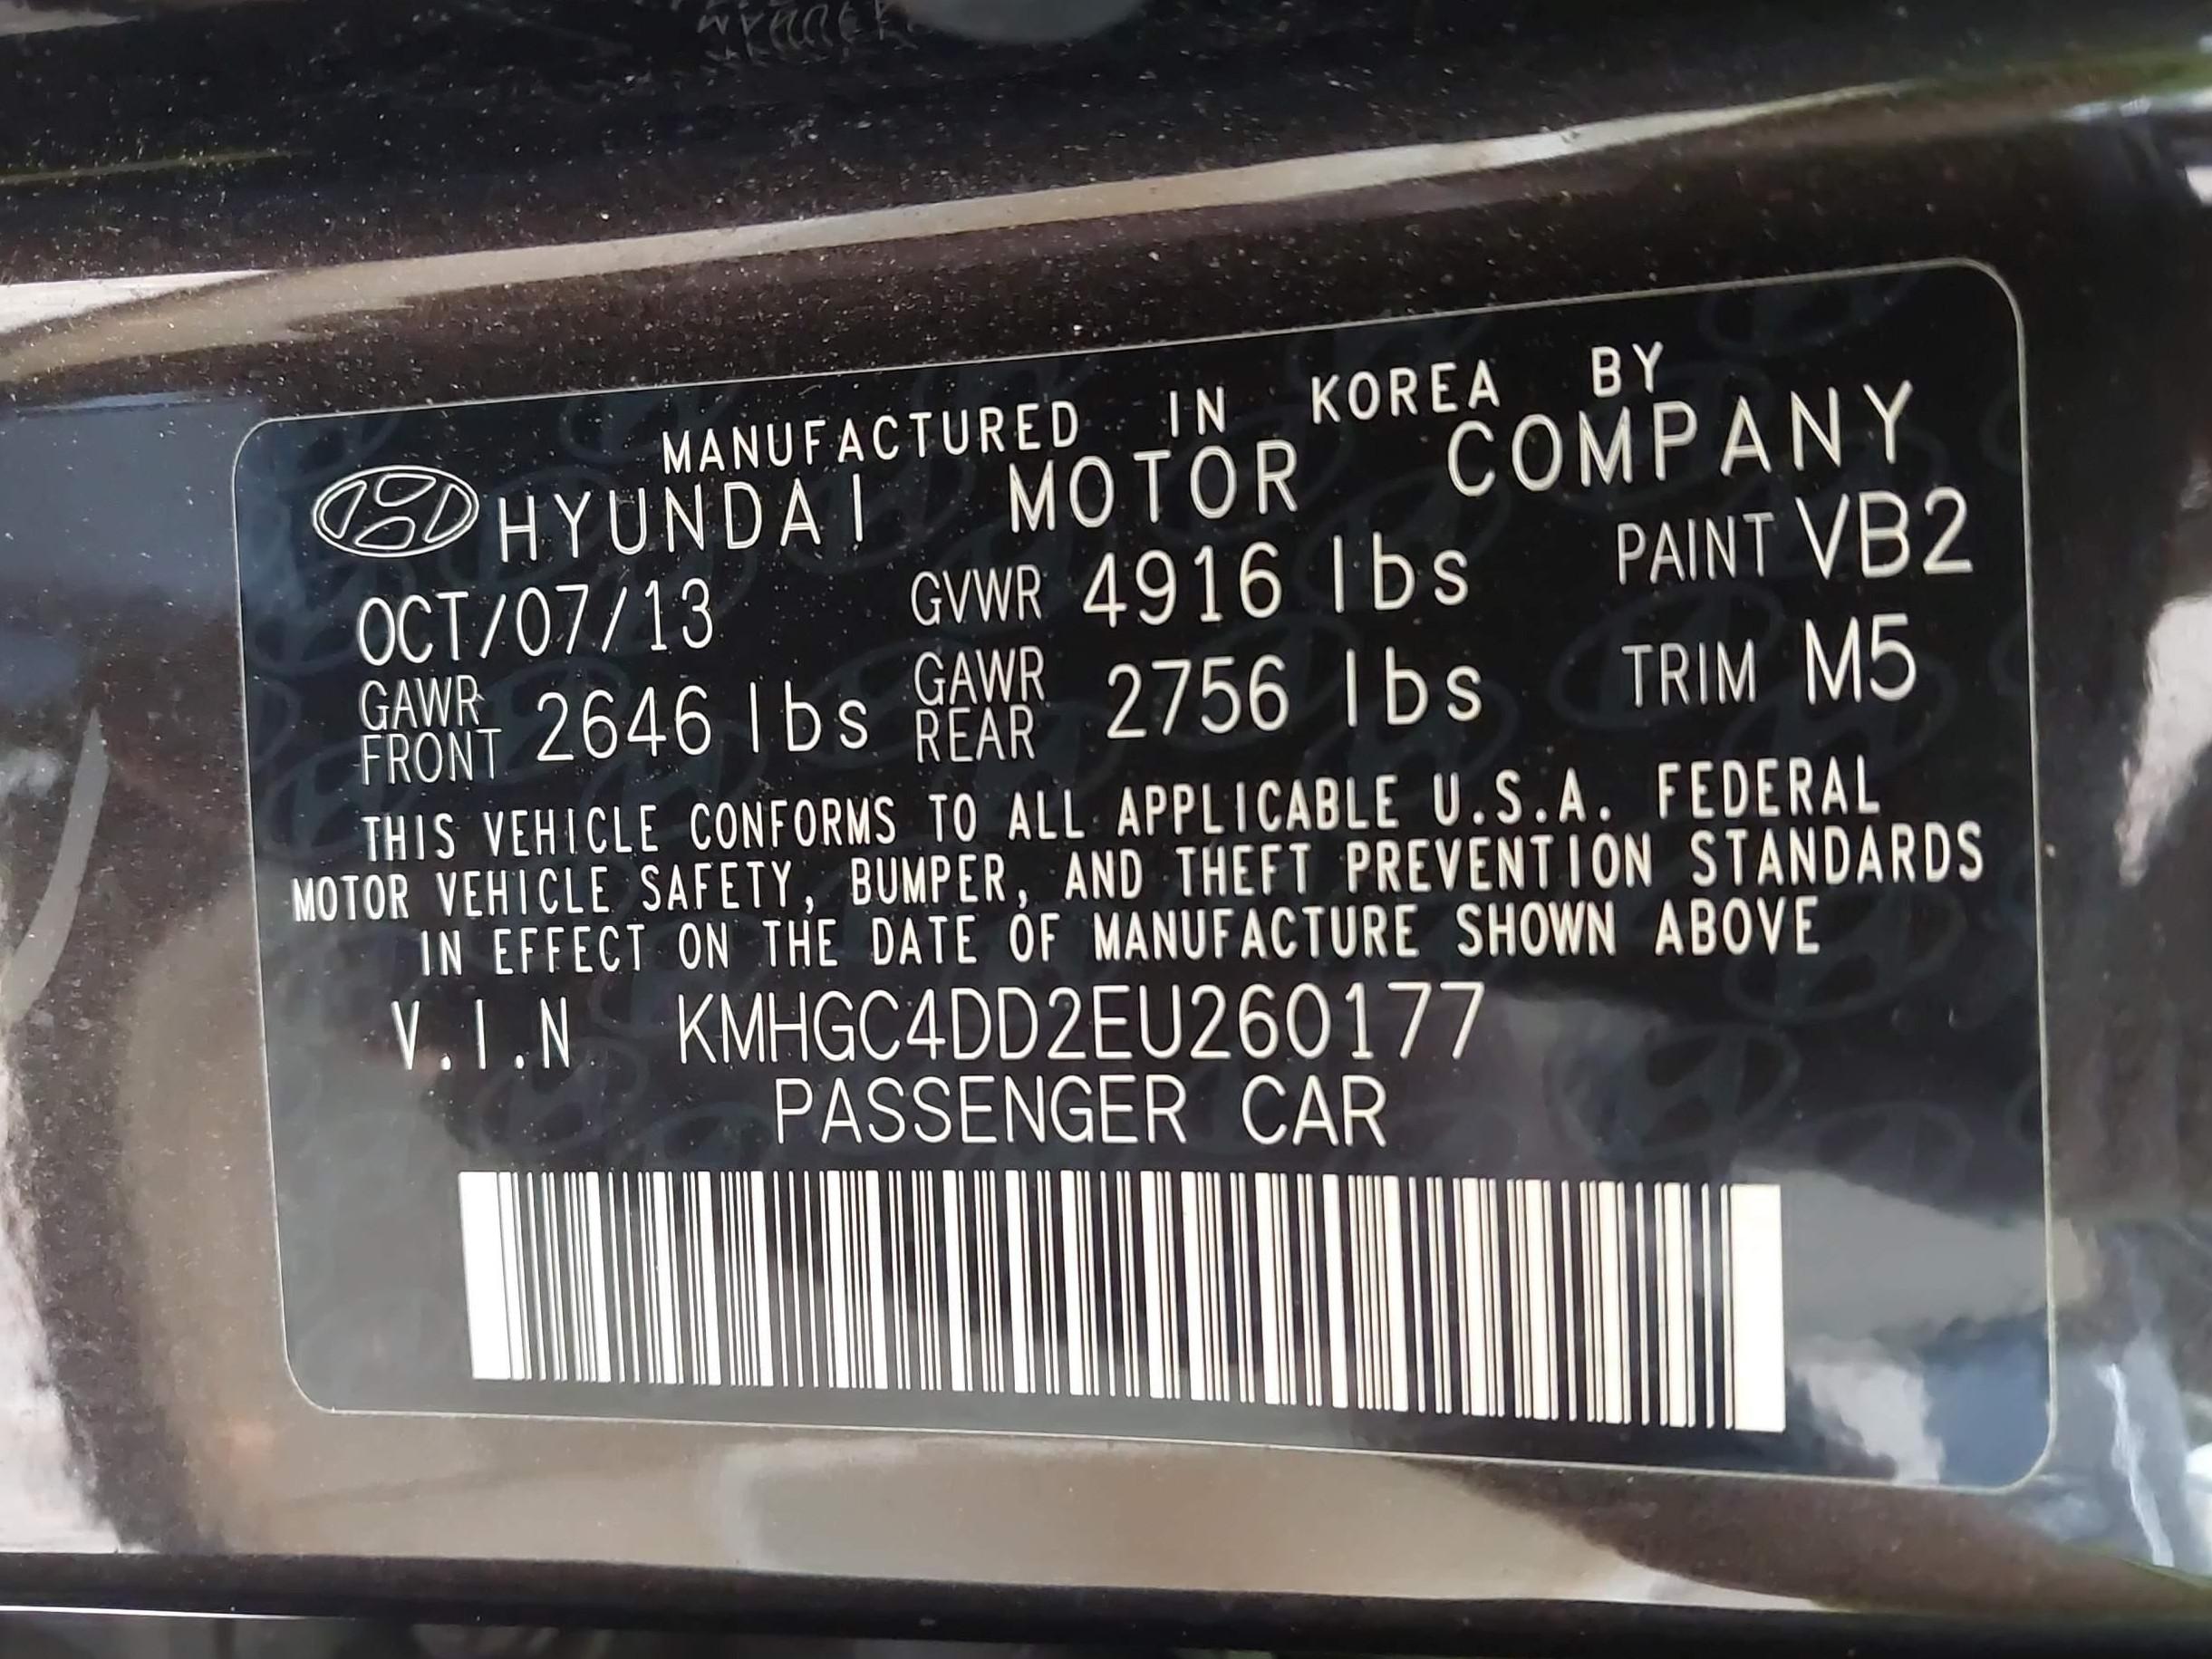 MANUFACTURED IN KOREA BY
HYUNDAI MOTOR COMPANY
OCT/07/13 GVWR 4916 lbs PAINT VB2
GAWR FRONT 2646 lbs GAWR REAR 2756 lbs TRIM M5
THIS VEHICLE CONFORMS TO ALL APPLICABLE U.S.A. FEDERAL
MOTOR VEHICLE SAFETY, BUMPER, AND THEFT PREVENTION STANDARDS
IN EFFECT ON THE DATE OF MANUFACTURE SHOWN ABOVE
V.I.N KMHGC4DD2EU260177
PASSENGER CAR